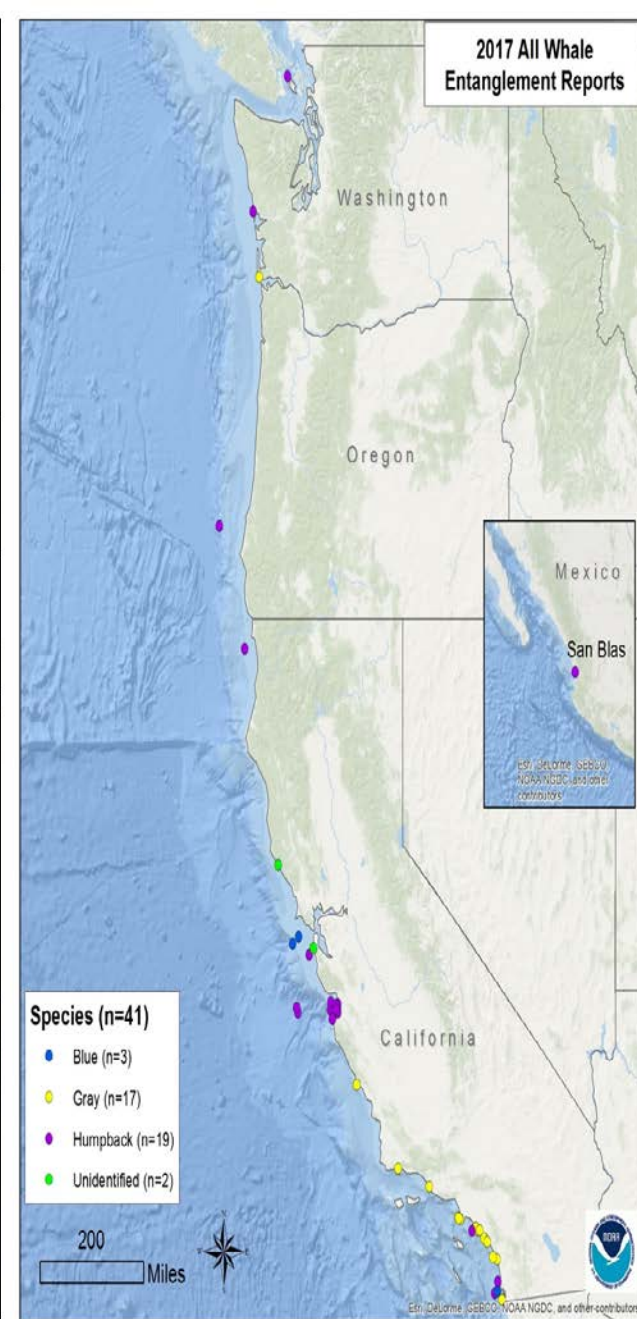 2017 All Whale
Entanglement Reports
Washington
Oregon
Mexico
San Blas
Esri, DeLorme, GEBCO,
NOAA NGDC, and other
contributors
California
Species (n=41)
Blue (n=3)
Gray (n=17)
Humpback (n=19)
Unidentified (n=2)
200
Miles
NOAA
Esri, DeLorme, GEBCO, NOAA NGDC, and other contributors